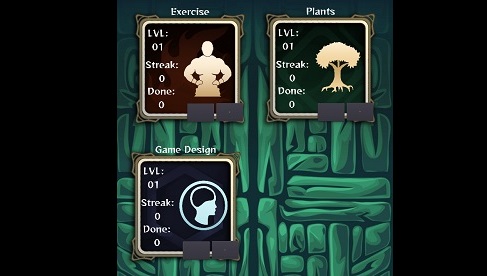 Exercise
LVL:
01
Streak:
0
Done:
0
Plants
LVL:
01
Streak:
0
Done:
0
Game Design
LVL:
01
Streak:
0
Done:
0